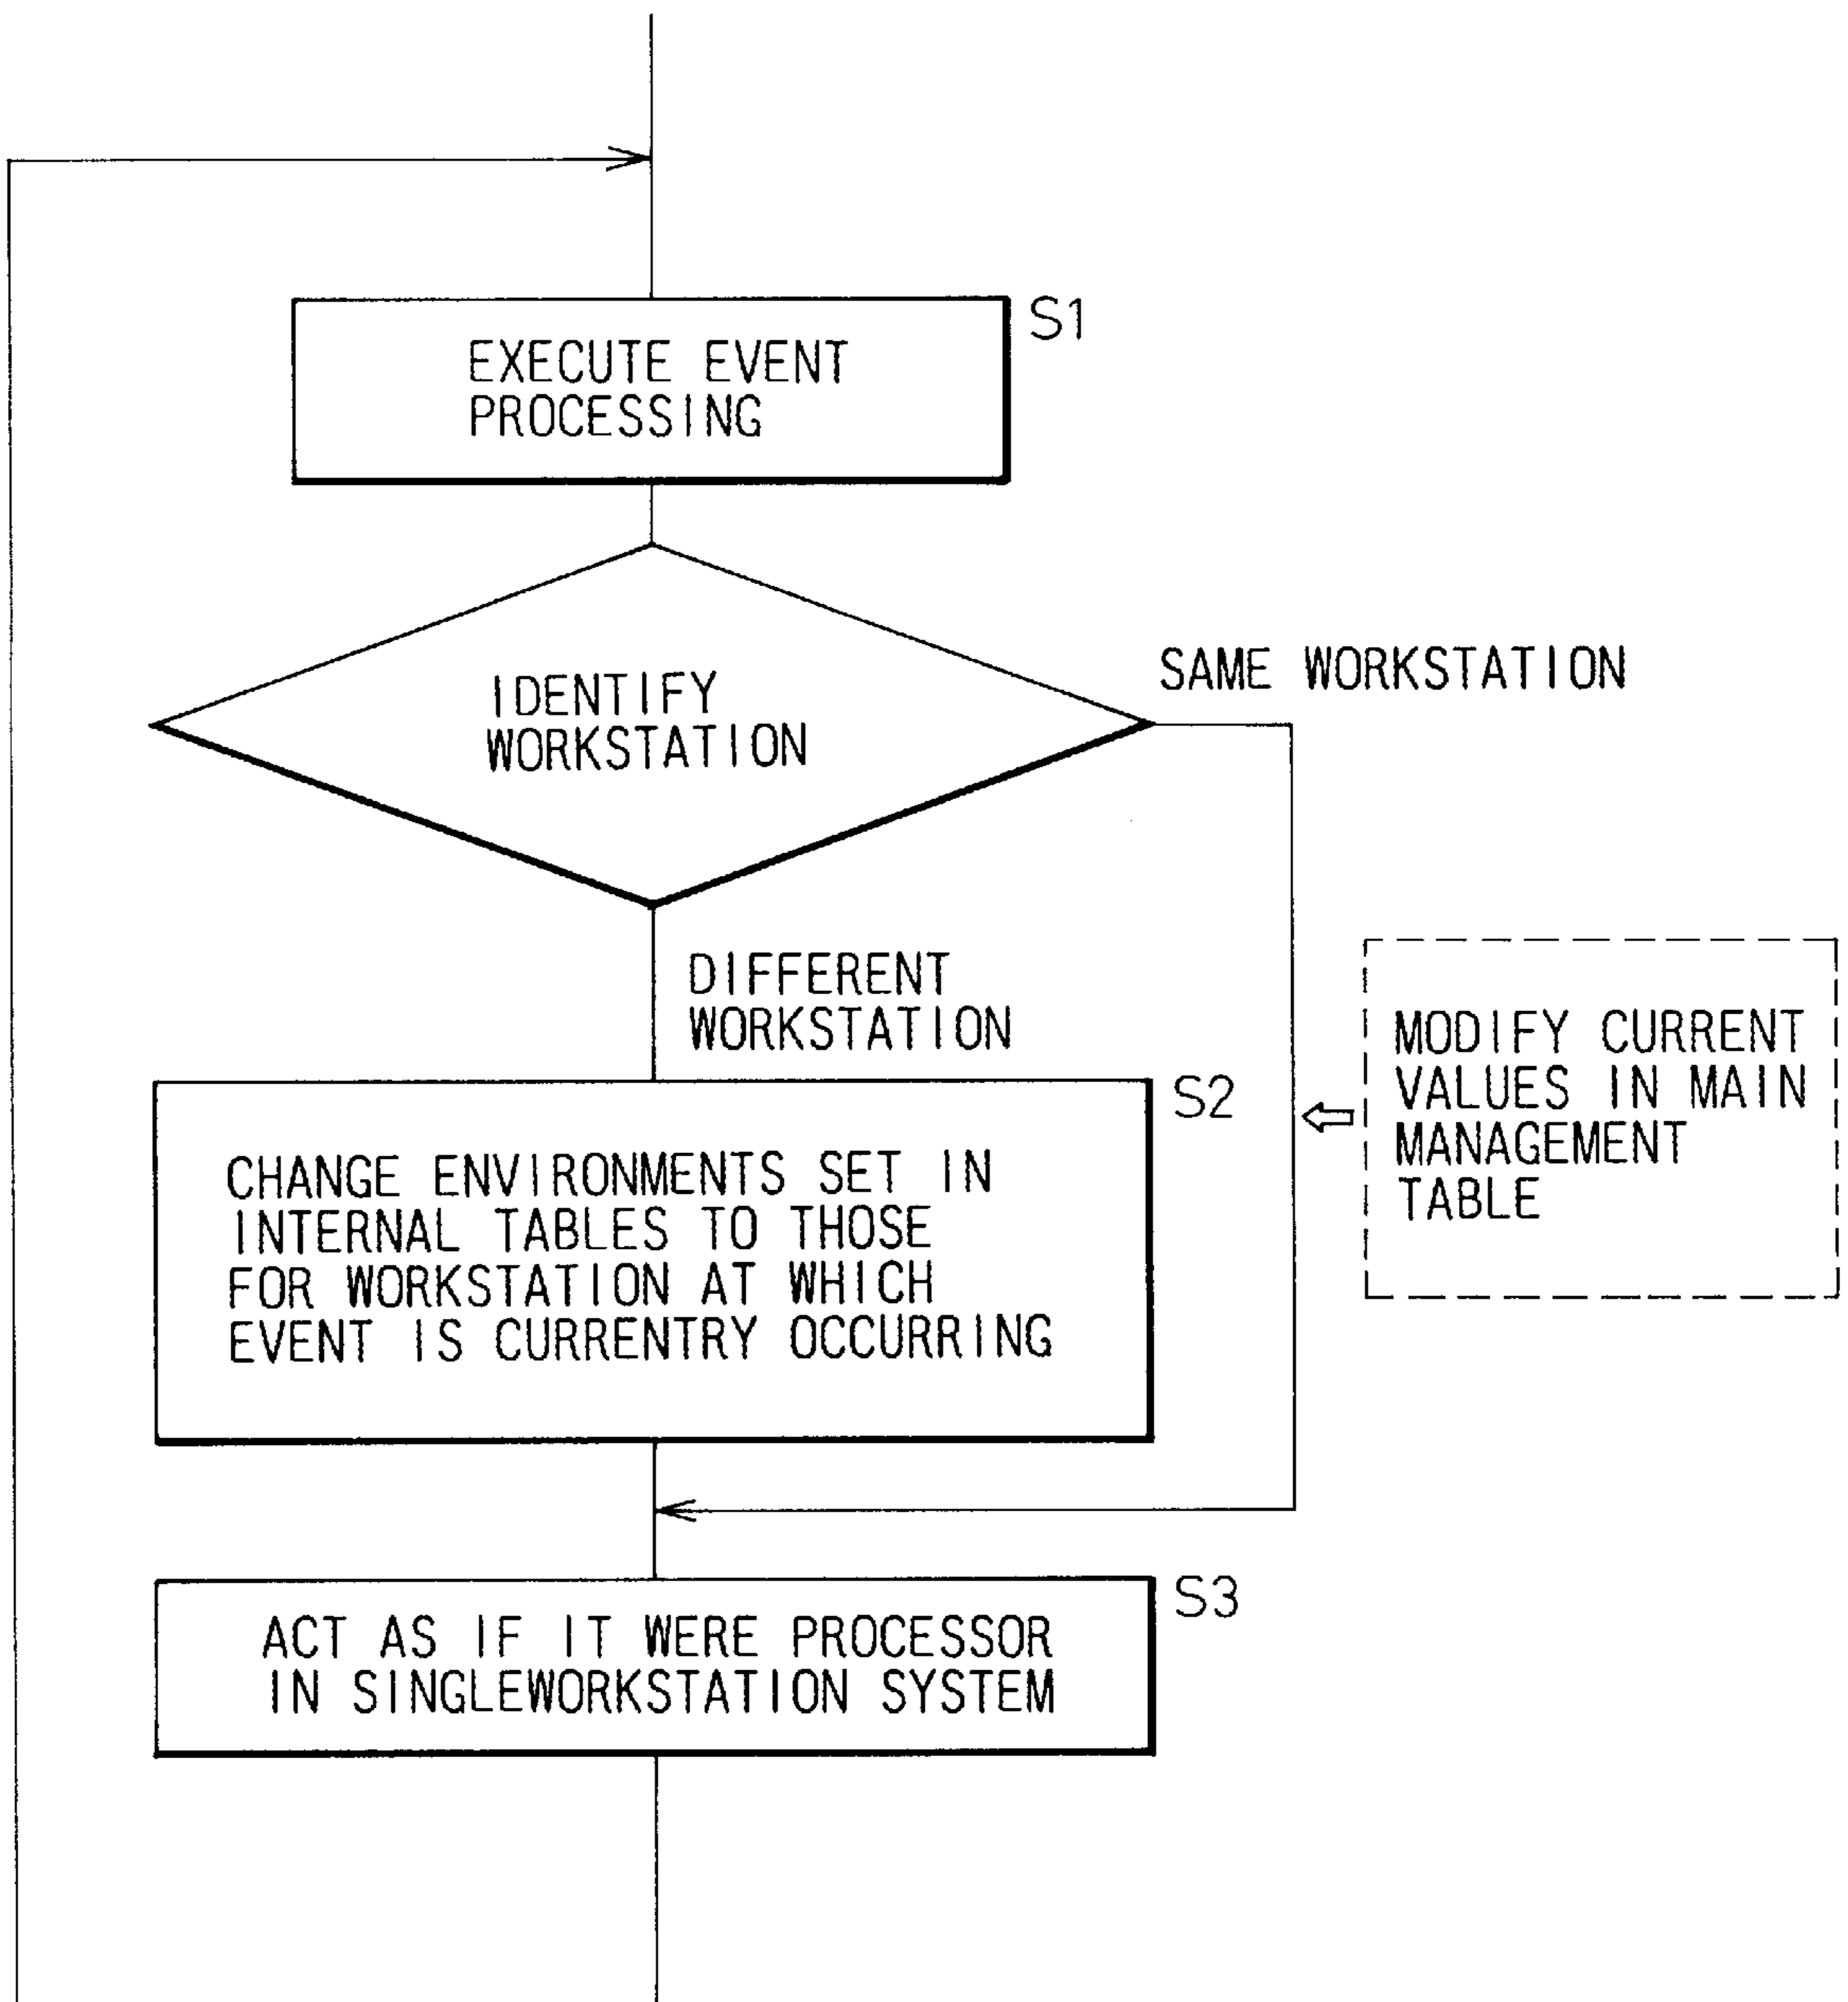 S1
EXECUTE EVENT
PROCESSING
IDENTIFY
WORKSTATION
SAME WORKSTATION
DIFFERENT
WORKSTATION
MODIFY CURRENT
VALUES IN MAIN
MANAGEMENT
TABLE
S2
CHANGE ENVIRONMENTS SET IN
INTERNAL TABLES TO THOSE
FOR WORKSTATION AT WHICH
EVENT IS CURRENTRY OCCURRING
S3
ACT AS IF IT WERE PROCESSOR
IN SINGLEWORKSTATION SYSTEM